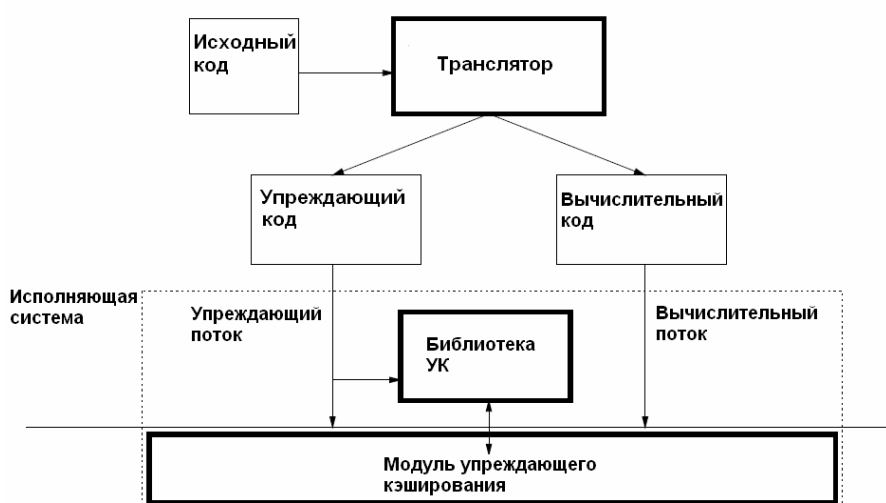 Исходный
код
Транслятор
Упреждающий
код
Вычислительный
код
Исполняющая
система
Упреждающий
поток
Вычислительный
поток
Библиотека
УК
Модуль упреждающего
кэширования